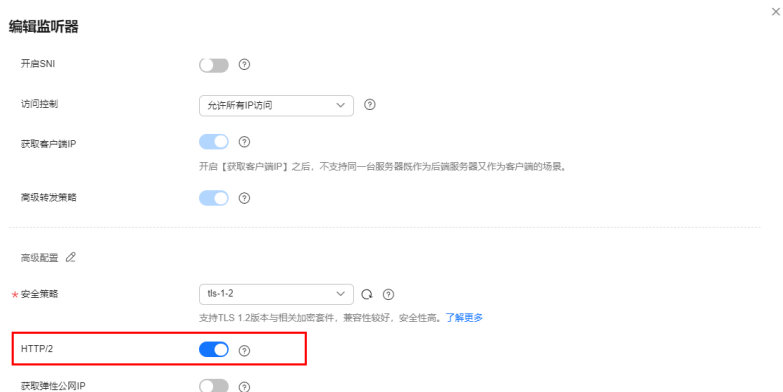 编辑监听器
开启SNI
访问控制 允许所有IP访问
获取客户端IP
开启【获取客户端IP】之后，不支持同一台服务器既作为后端服务器又作为客户端的场景。
高级转发策略
高级配置
* 安全策略 tls-1-2
支持TLS 1.2版本与相关加密套件，兼容性较好，安全性高。了解更多
HTTP/2
获取弹性公网IP